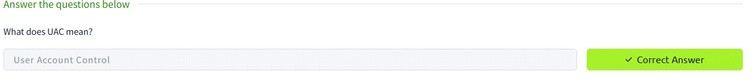 Answer the questions below
What does UAC mean?
User Account Control
✓ Correct Answer